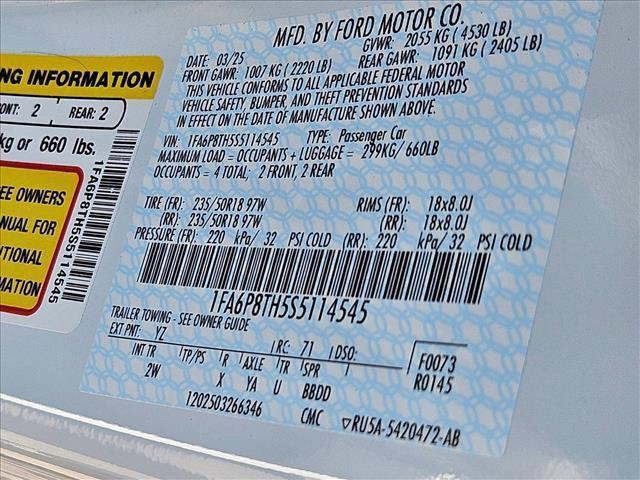 NG INFORMATION
ONT: 2 REAR: 2
kg or 660 lbs.
EE OWNERS
ANUAL FOR
ITIONAL
MATION
1FA6P8TH5S5114545
MFD. BY FORD MOTOR CO.
DATE: 03/25 GVWR: 2055 KG ( 4530 LB)
FRONT GAWR: 1007 KG ( 2220 LB) REAR GAWR: 1091 KG ( 2405 LB)
THIS VEHICLE CONFORMS TO ALL APPLICABLE FEDERAL MOTOR
VEHICLE SAFETY, BUMPER, AND THEFT PREVENTION STANDARDS
IN EFFECT ON THE DATE OF MANUFACTURE SHOWN ABOVE.
VIN: 1FA6P8TH5S5114545 TYPE: Passenger Car
MAXIMUM LOAD = OCCUPANTS + LUGGAGE = 299KG/660LB
OCCUPANTS = 4 TOTAL: 2 FRONT, 2 REAR
TIRE (FR): 235/50R18 97W RIMS (FR): 18x8.0J
(RR): 235/50R18 97W (RR): 18x8.0J
PRESSURE (FR): 220 kPa/ 32 PSI COLD (RR): 220 kPa/ 32 PSI COLD
1FA6P8TH5S5114545
TRAILER TOWING - SEE OWNER GUIDE
EXT PNT: YZ RC: 71 DSO: F0073
INT TR TP/PS R AXLE TR SPR R0145
2W X YA U BBDD
1202503266346 CMC ▽RU5A-5420472-AB